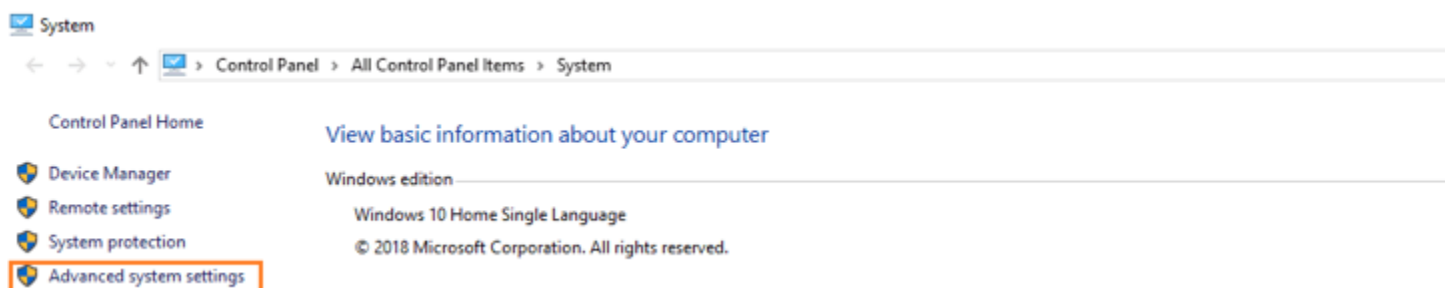 System
Control Panel > All Control Panel Items > System
Control Panel Home
Device Manager
Remote settings
System protection
Advanced system settings
View basic information about your computer
Windows edition
Windows 10 Home Single Language
© 2018 Microsoft Corporation. All rights reserved.